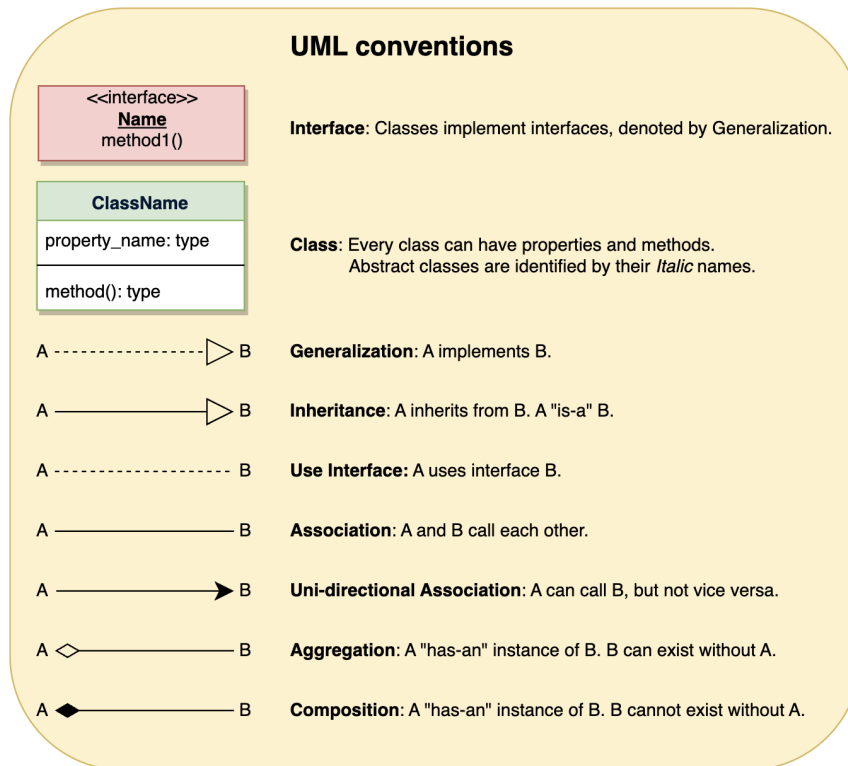 UML conventions
<<interface>>
Name
method1()
Interface: Classes implement interfaces, denoted by Generalization.
ClassName
property_name: type
method(): type
Class: Every class can have properties and methods.
Abstract classes are identified by their Italic names.
A B Generalization: A implements B.
A B Inheritance: A inherits from B. A "is-a" B.
A B Use Interface: A uses interface B.
A B Association: A and B call each other.
A B Uni-directional Association: A can call B, but not vice versa.
A B Aggregation: A "has-an" instance of B. B can exist without A.
A B Composition: A "has-an" instance of B. B cannot exist without A.